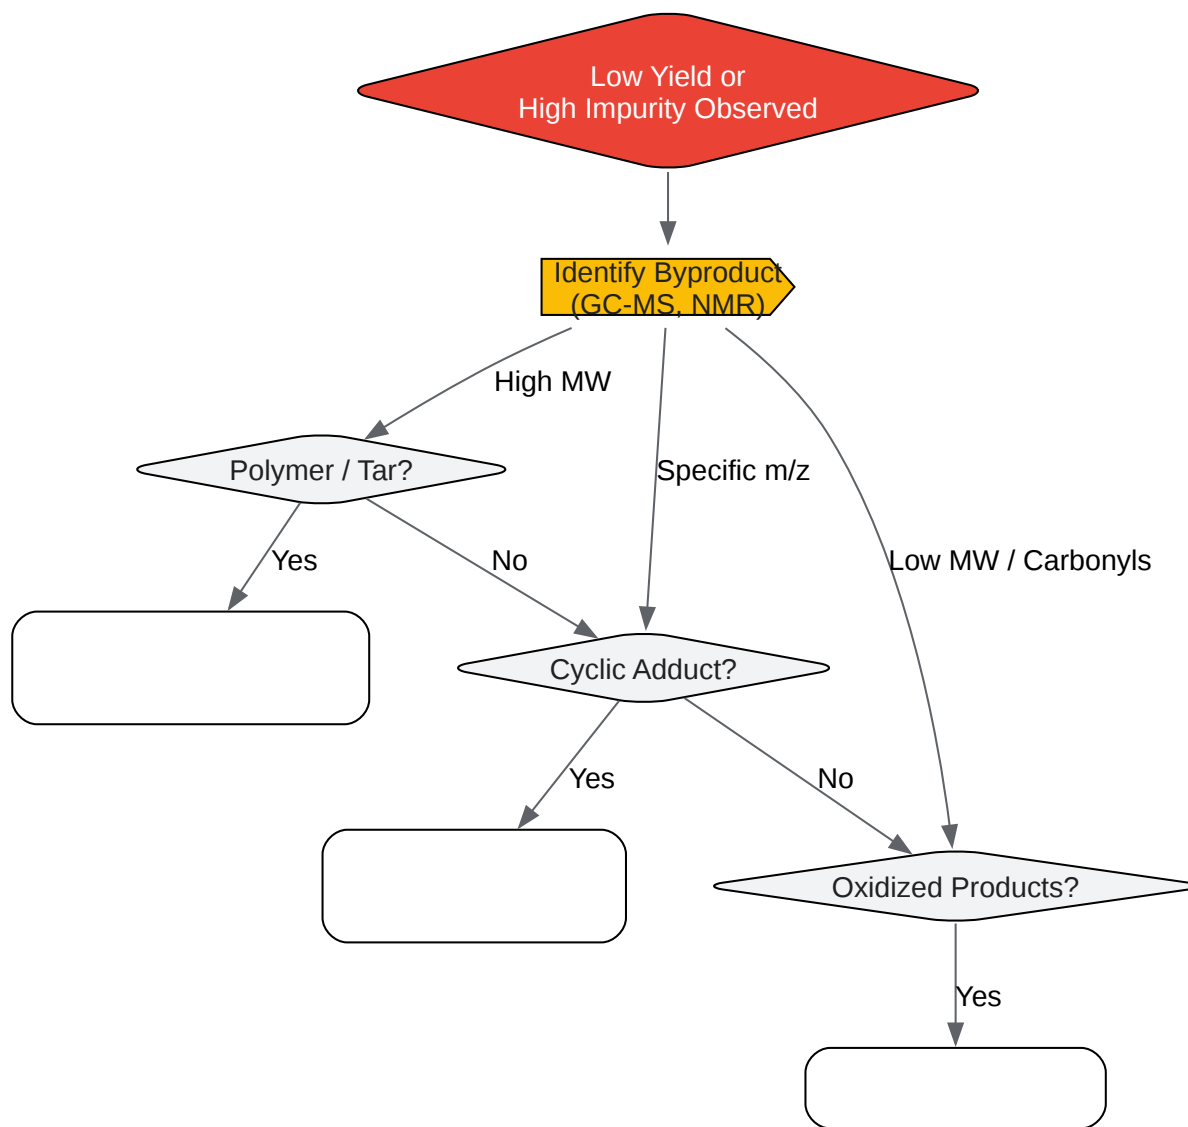 Low Yield or
High Impurity Observed
Identify Byproduct
(GC-MS, NMR)
High MW
Polymer / Tar?
Specific m/z
Yes
No
Low MW / Carbonyls
Cyclic Adduct?
Yes
No
Oxidized Products?
Yes